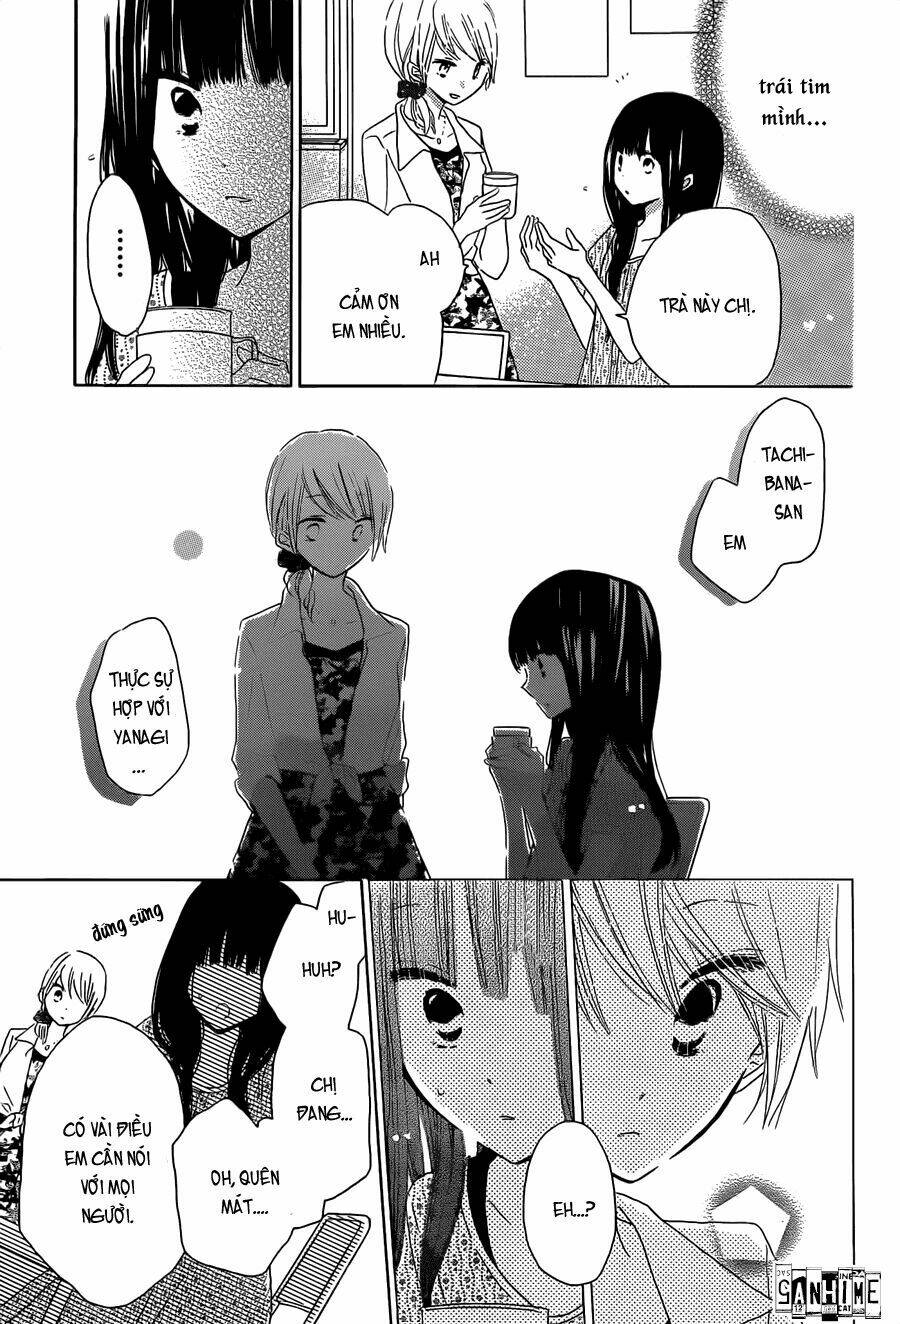 trái tim
mình...
TRÀ NÀY CHỊ.
AH
CẢM ƠN
EM NHIỀU.
......
TACHI-
BANA-
SAN
EM
THỰC SỰ
HỢP VỚI
YANAGI
...
EH...?
HU-
HUH?
CHỊ
ĐANG...
OH, QUÊN
MÁT....
đứng sững
CÓ VÀI ĐIỀU
EM CẦN NÓI
VỚI MỌI
NGƯỜI.
SANHIME